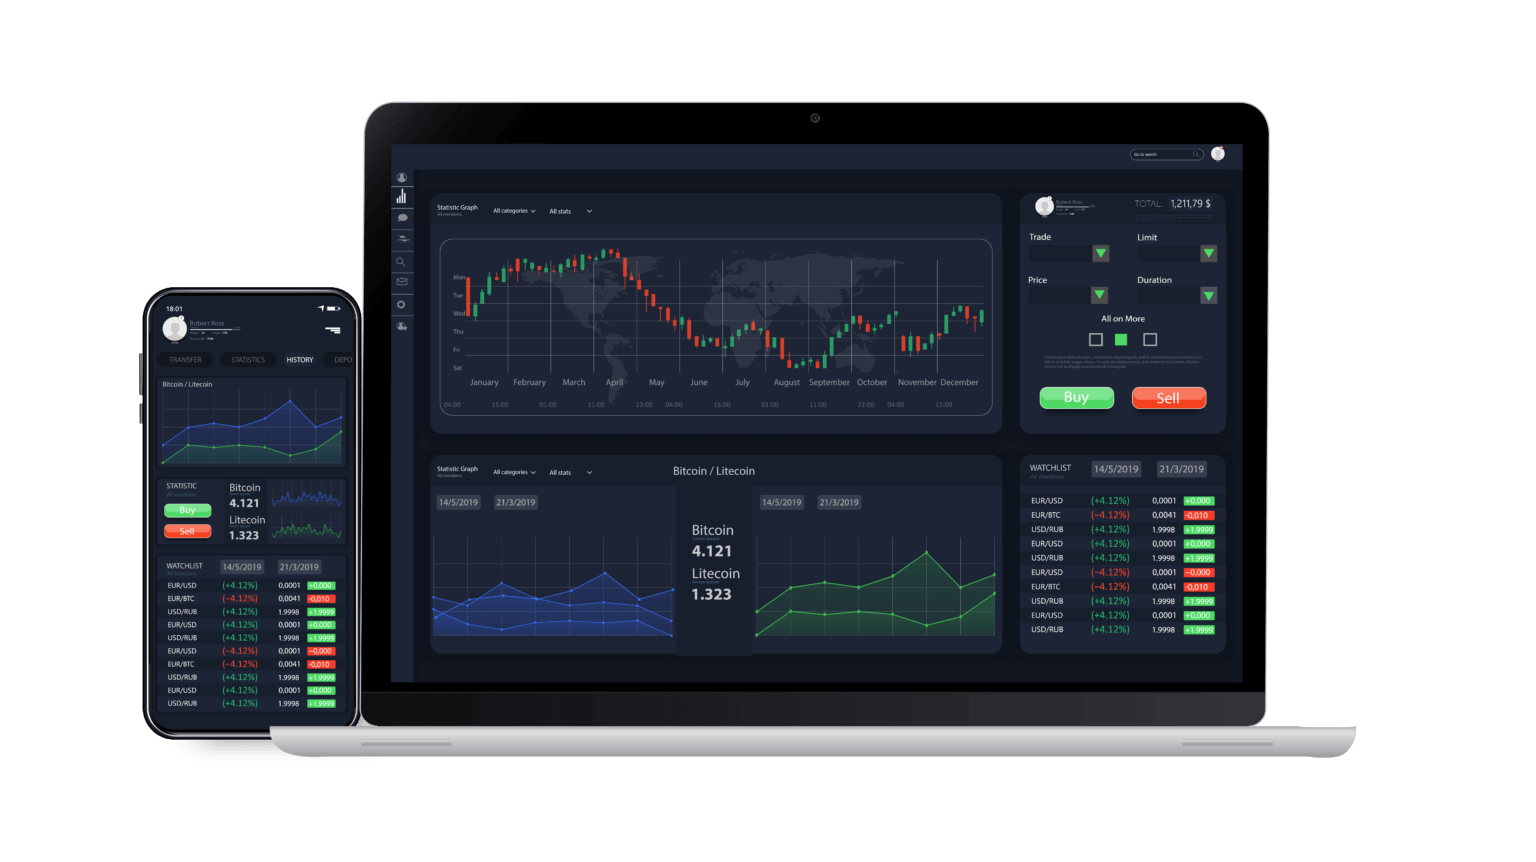 18:01
Robert Ross
TRANSFER STATISTICS HISTORY DEPO
Bitcoin / Litecoin
STATISTIC
All mentions
Buy
Sell
Bitcoin
4.121
Litecoin
1.323
WATCHLIST 14/5/2019 21/3/2019
All mentions
EUR/USD (+4.12%) 0,0001 +0,000
EUR/BTC (−4.12%) 0,0041 -0,010
USD/RUB (+4.12%) 1.9998 +1.9999
EUR/USD (+4.12%) 0,0001 +0,000
USD/RUB (+4.12%) 1.9998 +1.9999
EUR/USD (−4.12%) 0,0001 −0,000
EUR/BTC (−4.12%) 0,0041 -0,010
USD/RUB (+4.12%) 1.9998 +1.9999
EUR/USD (+4.12%) 0,0001 +0,000
USD/RUB (+4.12%) 1.9998 +1.9999
Go to search
Statistic Graph All categories All stats
All mentions
Mon
Tue
Wed
Thu
Fri
Sat
January February March April May June July August September October November December
04:00 15:00 01:00 11:00 22:00 04:00 15:00 01:00 11:00 22:00 04:00 15:00
Robert Ross
TOTAL 1,211,79 $
Trade Limit
Price Duration
All on More
Buy Sell
Statistic Graph All categories All stats
All mentions
Bitcoin / Litecoin
14/5/2019 21/3/2019
Bitcoin
4.121
Litecoin
1.323
14/5/2019 21/3/2019
WATCHLIST 14/5/2019 21/3/2019
All mentions
EUR/USD (+4.12%) 0,0001 +0,000
EUR/BTC (−4.12%) 0,0041 -0,010
USD/RUB (+4.12%) 1.9998 +1.9999
EUR/USD (+4.12%) 0,0001 +0,000
USD/RUB (+4.12%) 1.9998 +1.9999
EUR/USD (−4.12%) 0,0001 −0,000
EUR/BTC (−4.12%) 0,0041 -0,010
USD/RUB (+4.12%) 1.9998 +1.9999
EUR/USD (+4.12%) 0,0001 +0,000
USD/RUB (+4.12%) 1.9998 +1.9999